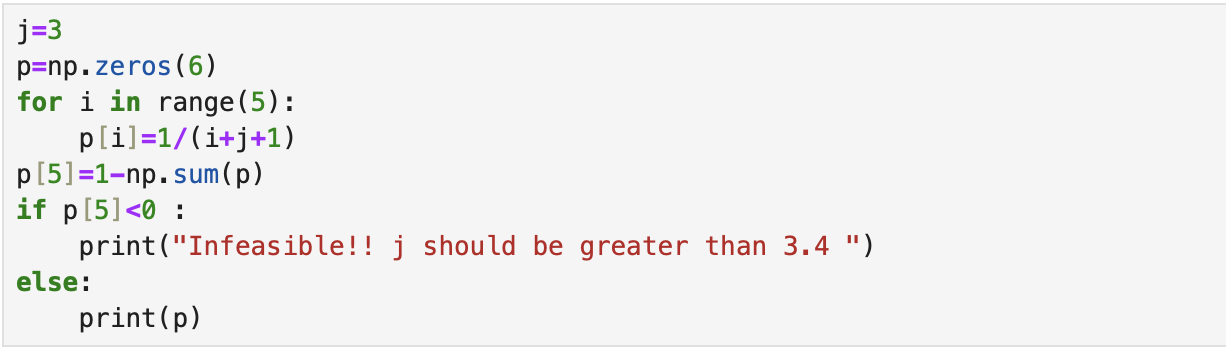 j=3
p=np.zeros(6)
for i in range(5):
    p[i]=1/(i+j+1)
p[5]=1-np.sum(p)
if p[5]<0 :
    print("Infeasible!! j should be greater than 3.4 ")
else:
    print(p)